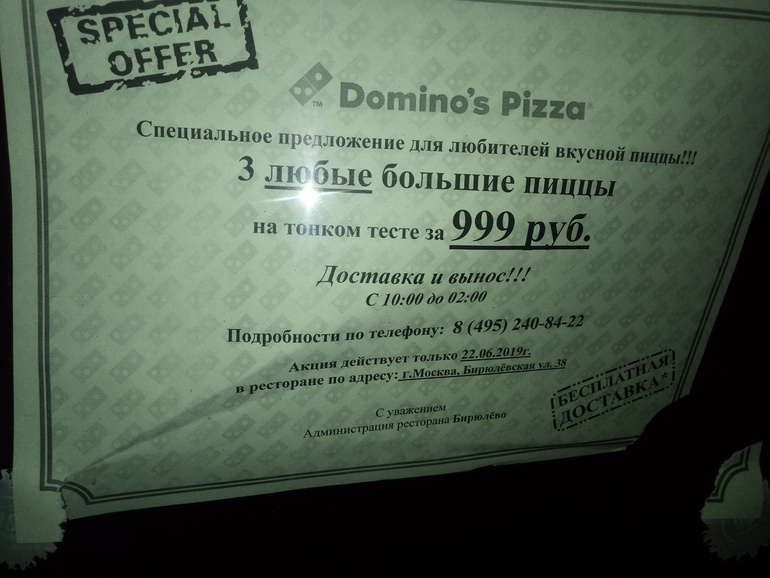 SPECIAL
OFFER
Domino's Pizza
Специальное предложение для любителей вкусной пиццы!!!
3 любые большие пиццы
на тонком тесте за 999 руб.
Доставка и вынос!!!
С 10:00 до 02:00
Подробности по телефону: 8 (495) 240-84-22
Акция действует только 22.06.2019г.
в ресторане по адресу: г.Москва, Бирюлёвская ул. 38
БЕСПЛАТНАЯ
ДОСТАВКА*
С уважением
Администрация ресторана Бирюлёво